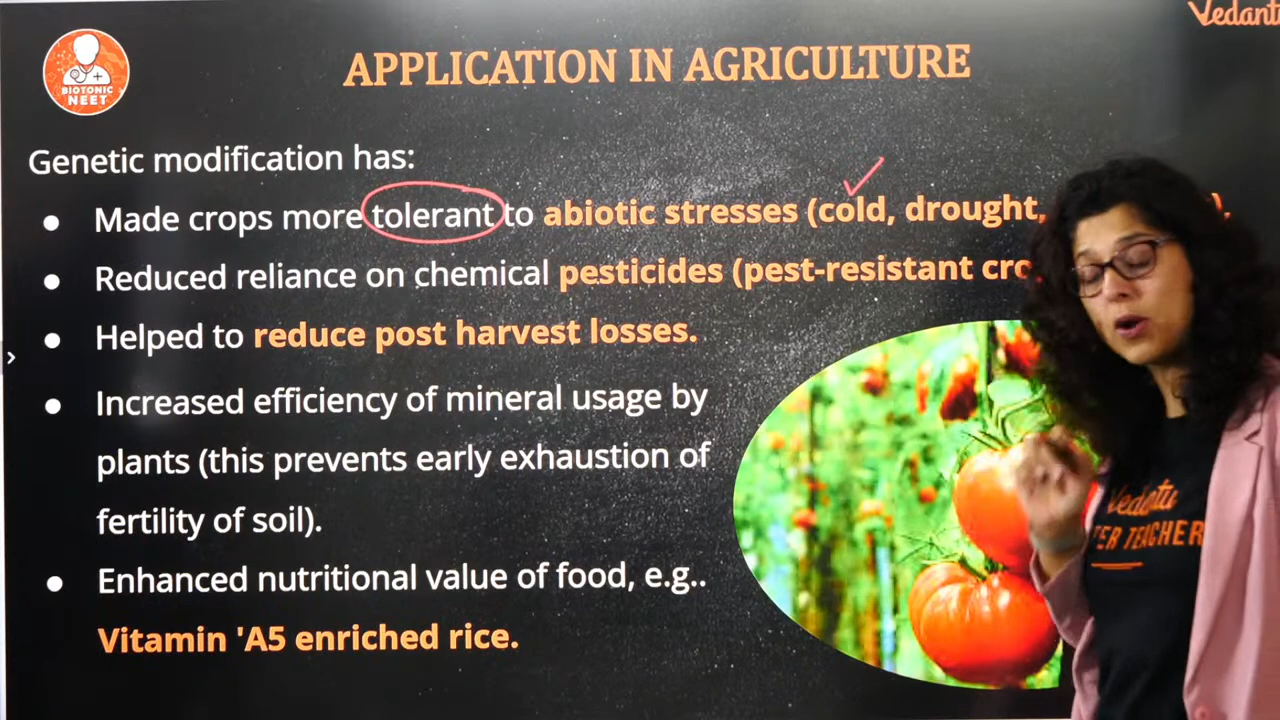 Vedant
BIOTONIC
NEET
APPLICATION IN AGRICULTURE
Genetic modification has:
● Made crops more tolerant to abiotic stresses (cold, drought,
● Reduced reliance on chemical pesticides (pest-resistant cro
● Helped to reduce post harvest losses.
● Increased efficiency of mineral usage by
plants (this prevents early exhaustion of
fertility of soil).
● Enhanced nutritional value of food, e.g..
Vitamin 'A5 enriched rice.
Vedantu
TER TEACHER